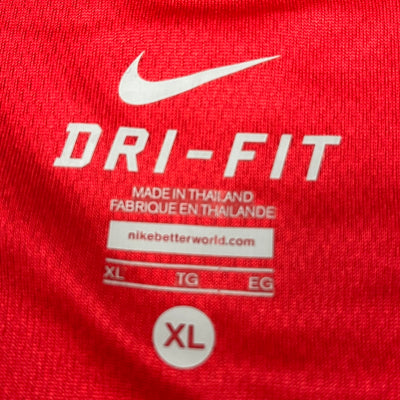 DRI-FIT
MADE IN THAILAND
FABRIQUE EN THAILANDE
nikebetterworld.com
XL TG EG
XL